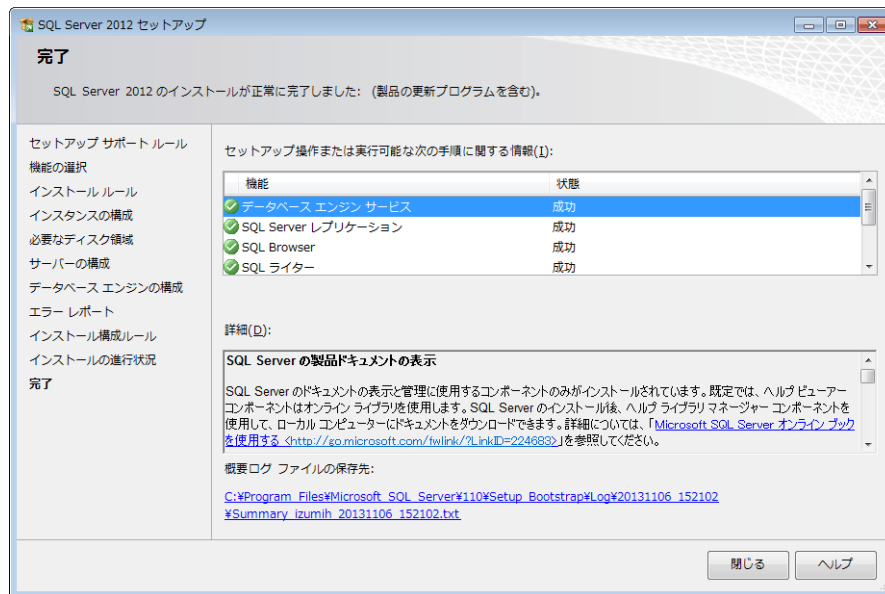 SQL Server 2012 セットアップ
完了
SQL Server 2012 のインストールが正常に完了しました: (製品の更新プログラムを含む)。
セットアップ サポート ルール
機能の選択
インストール ルール
インスタンスの構成
必要なディスク領域
サーバーの構成
データベース エンジンの構成
エラー レポート
インストール構成ルール
インストールの進行状況
完了
セットアップ操作または実行可能な次の手順に関する情報(I):
機能 状態
データベース エンジン サービス 成功
SQL Server レプリケーション 成功
SQL Browser 成功
SQL ライター 成功
詳細(D):
SQL Server の製品ドキュメントの表示
SQL Server のドキュメントの表示と管理に使用するコンポーネントのみがインストールされています。既定では、ヘルプ ビューアー
コンポーネントはオンライン ライブラリを使用します。SQL Server のインストール後、ヘルプ ライブラリ マネージャー コンポーネントを
使用して、ローカル コンピューターにドキュメントをダウンロードできます。詳細については、「Microsoft SQL Server オンライン ブック
を使用する <http://go.microsoft.com/fwlink/?LinkID=224683>」を参照してください。
概要ログ ファイルの保存先:
C:¥Program Files¥Microsoft SQL Server¥110¥Setup Bootstrap¥Log¥20131106_152102
¥Summary_izumih_20131106_152102.txt
閉じる ヘルプ